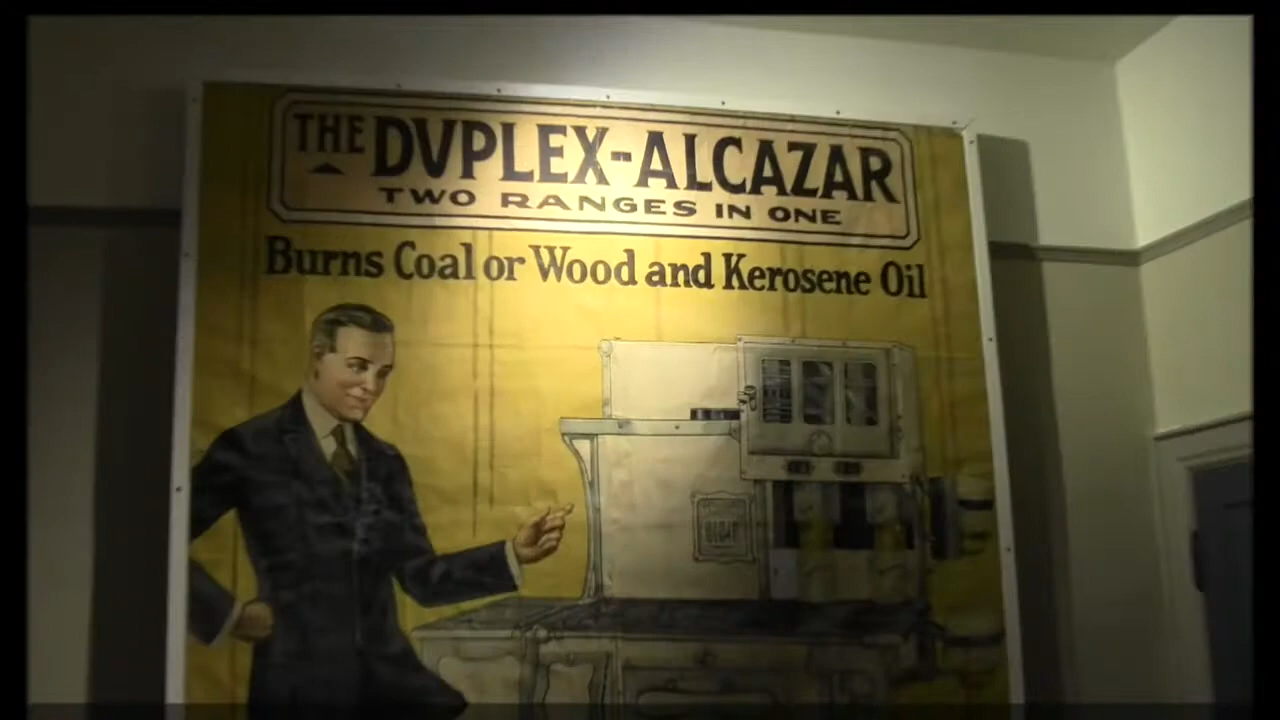 THE DVPLEX-ALCAZAR
TWO RANGES IN ONE
Burns Coal or Wood and Kerosene Oil